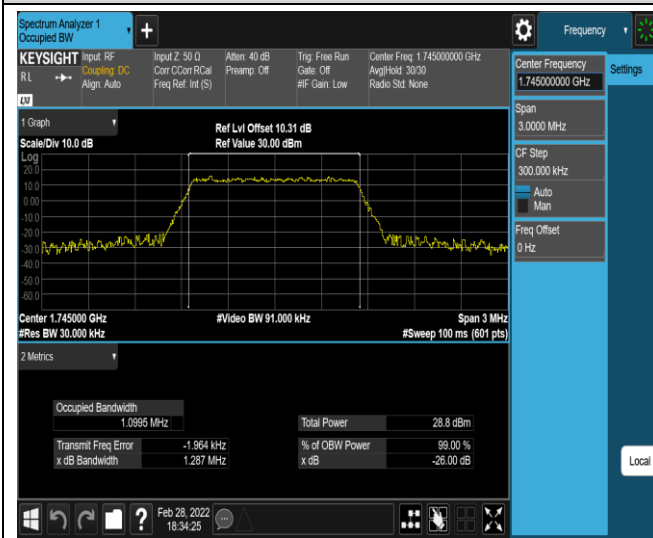 Spectrum Analyzer 1
Occupied BW
+
Frequency
KEYSIGHT
RL
LXI
Input: RF
Coupling: DC
Align: Auto
Input Z: 50 Ω
Corr CCorr RCal
Freq Ref: Int (S)
Atten: 40 dB
Preamp: Off
Trig: Free Run
Gate: Off
#IF Gain: Low
Center Freq: 1.745000000 GHz
Avg|Hold: 30/30
Radio Std: None
Center Frequency
1.745000000 GHz
Settings
Span
3.0000 MHz
CF Step
300.000 kHz
Auto
Man
Freq Offset
0 Hz
1 Graph
Scale/Div 10.0 dB
Ref Lvl Offset 10.31 dB
Ref Value 30.00 dBm
Log
20.0
10.0
0.00
-10.0
-20.0
-30.0
-40.0
-50.0
-60.0
Center 1.745000 GHz
#Res BW 30.000 kHz
#Video BW 91.000 kHz
Span 3 MHz
#Sweep 100 ms (601 pts)
2 Metrics
Occupied Bandwidth
1.0995 MHz
Total Power 28.8 dBm
Transmit Freq Error -1.964 kHz
% of OBW Power 99.00 %
x dB Bandwidth 1.287 MHz
x dB -26.00 dB
Local
?
Feb 28, 2022
18:34:25